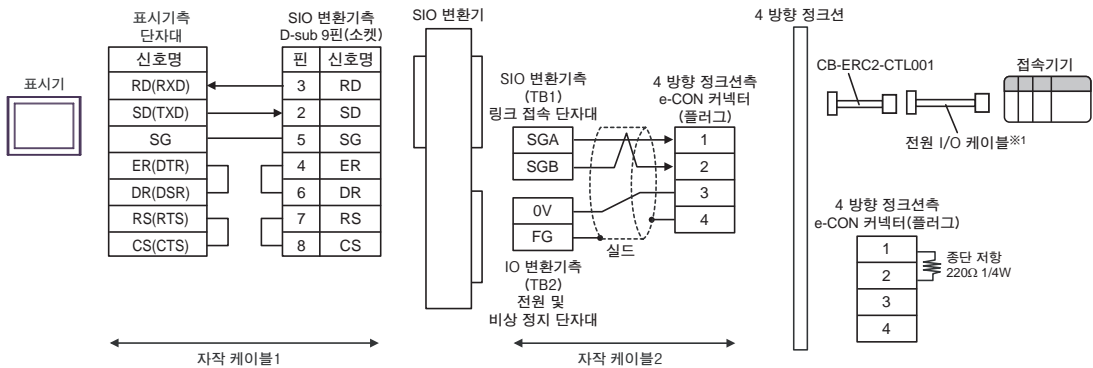 표시기
표시기측
단자대
신호명
RD(RXD)
SD(TXD)
SG
ER(DTR)
DR(DSR)
RS(RTS)
CS(CTS)
SIO 변환기측
D-sub 9핀(소켓)
핀 신호명
3 RD
2 SD
5 SG
4 ER
6 DR
7 RS
8 CS
자작 케이블1
SIO 변환기
SIO 변환기측
(TB1)
링크 접속 단자대
SGA
SGB
0V
FG
IO 변환기측
(TB2)
전원 및
비상 정지 단자대
실드
4 방향 정크션측
e-CON 커넥터
(플러그)
1
2
3
4
자작 케이블2
4 방향 정크션
CB-ERC2-CTL001
접속기기
전원 I/O 케이블※1
4 방향 정크션측
e-CON 커넥터(플러그)
1
2
3
4
종단 저항
220Ω 1/4W